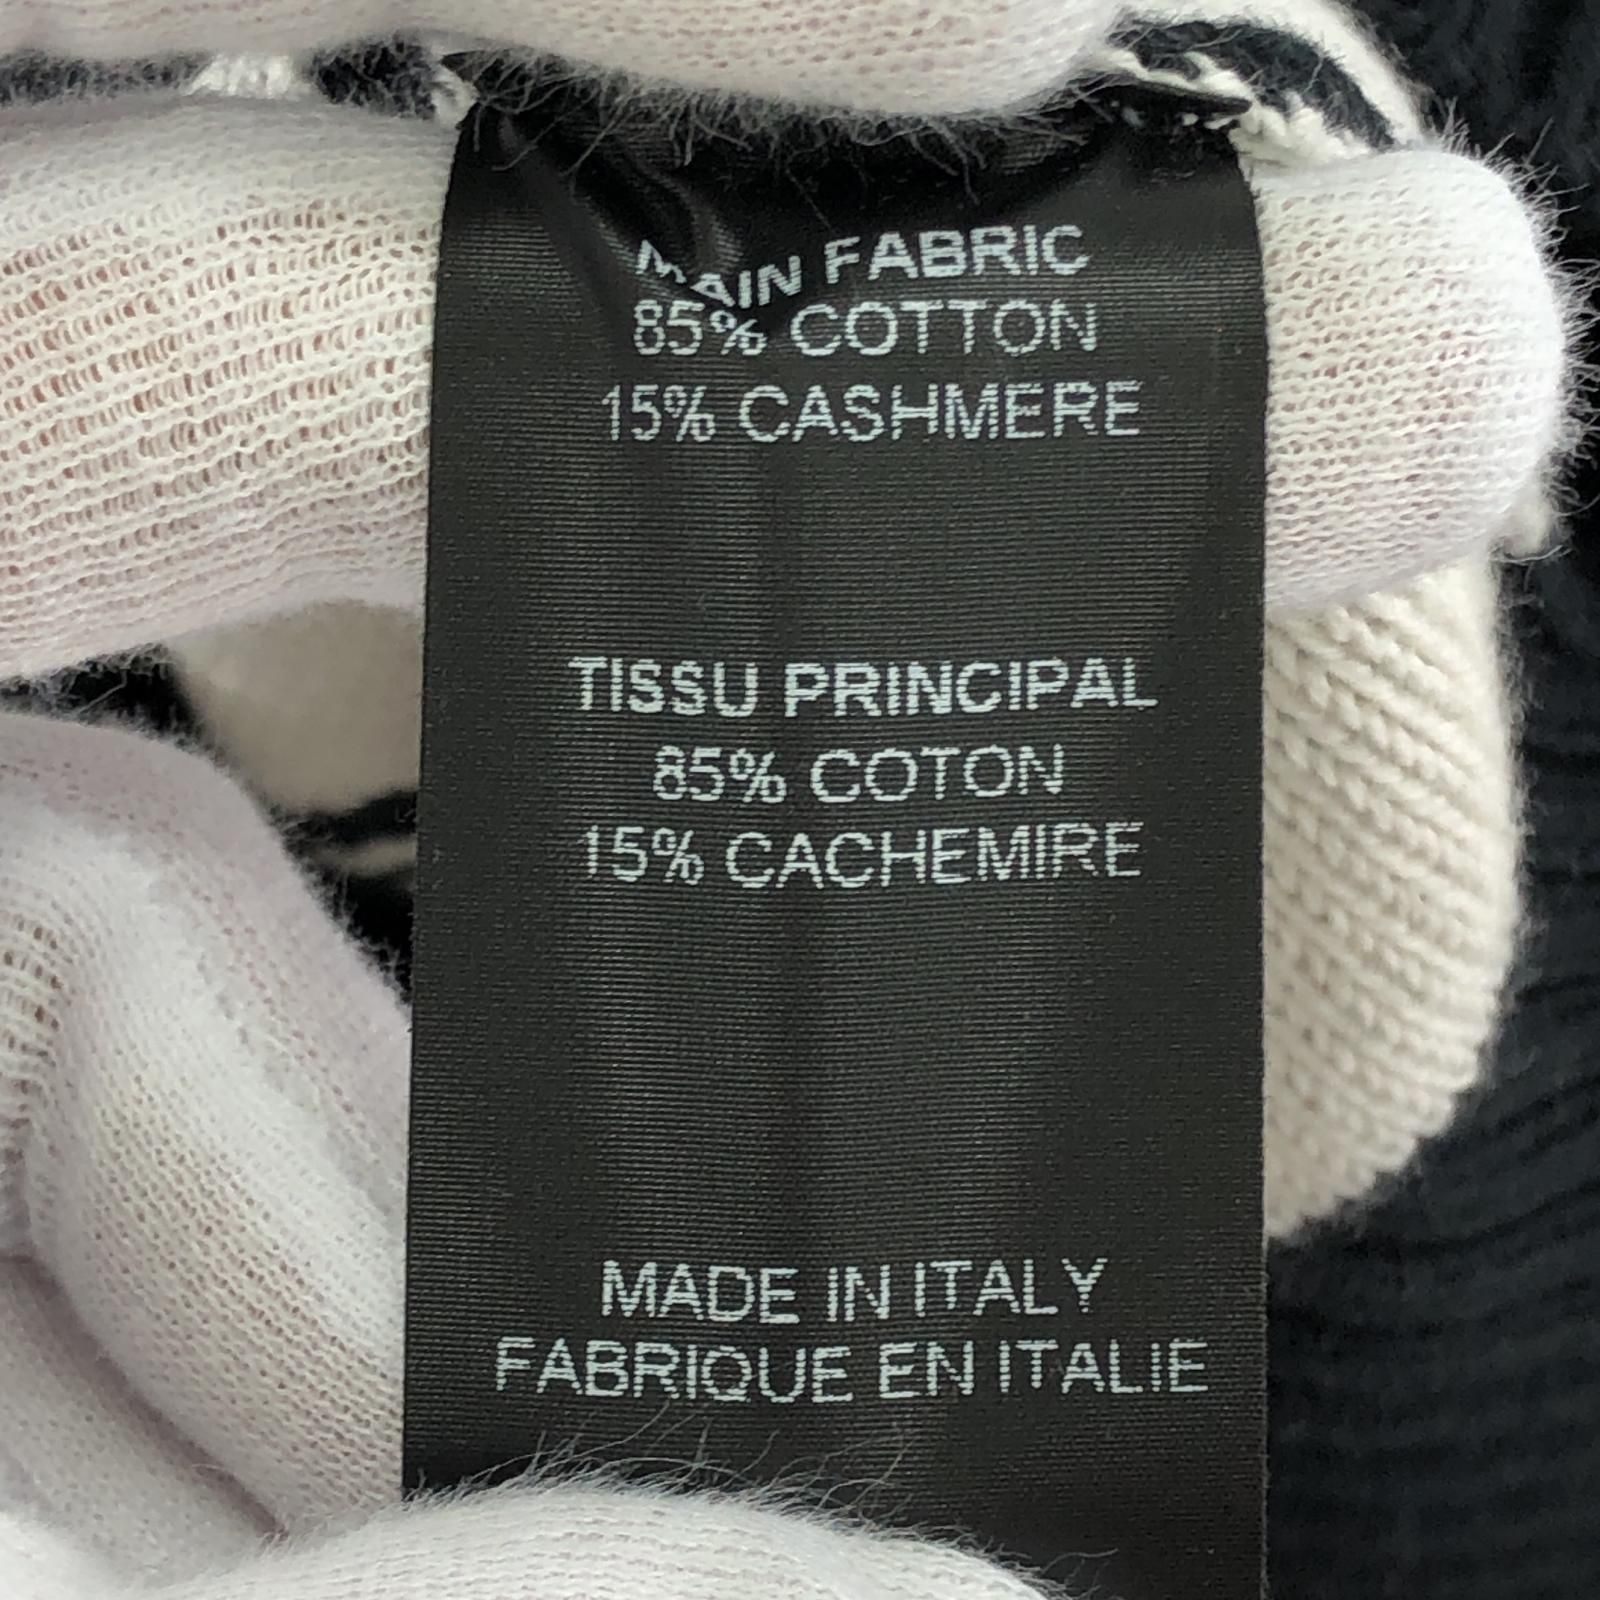 MAIN FABRIC
85% COTTON
15% CASHMERE
TISSU PRINCIPAL
85% COTON
15% CACHEMIRE
MADE IN ITALY
FABRIQUE EN ITALIE